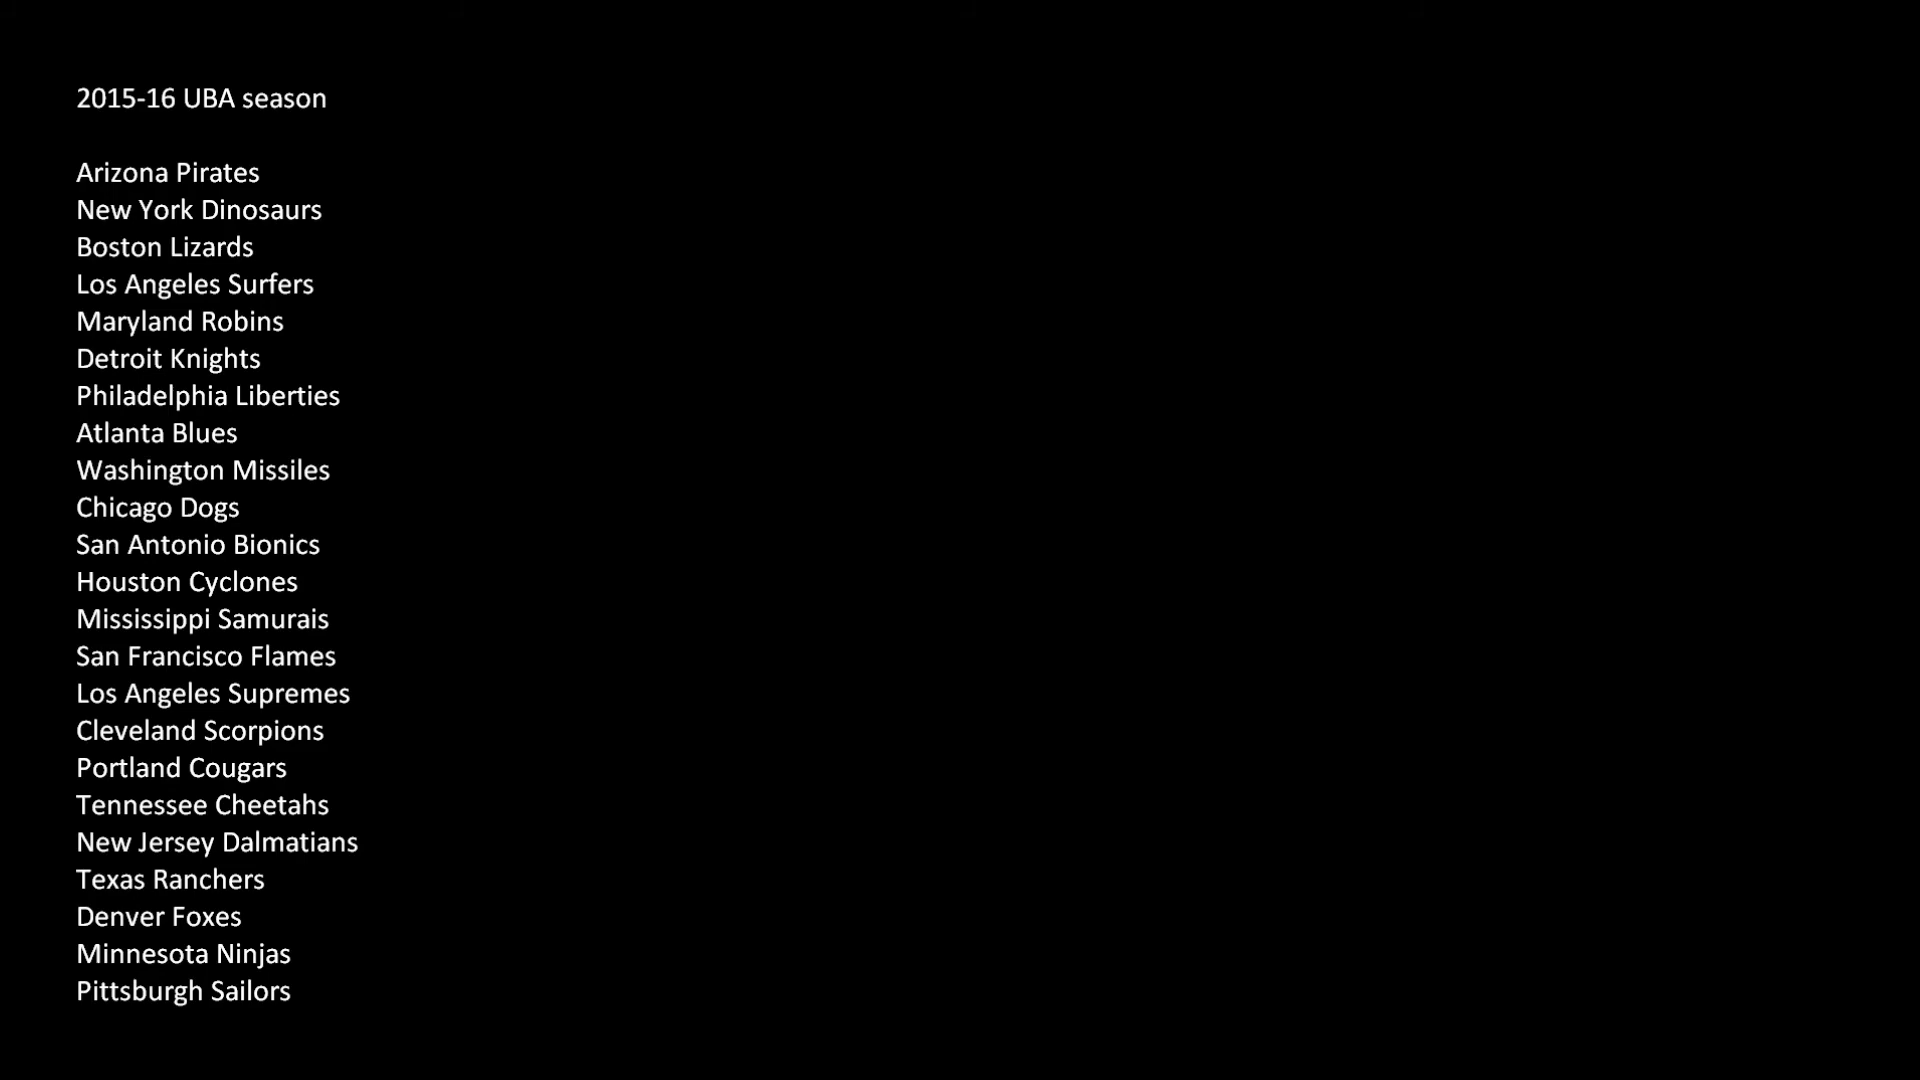 2015-16 UBA season
Arizona Pirates
New York Dinosaurs
Boston Lizards
Los Angeles Surfers
Maryland Robins
Detroit Knights
Philadelphia Liberties
Atlanta Blues
Washington Missiles
Chicago Dogs
San Antonio Bionics
Houston Cyclones
Mississippi Samurais
San Francisco Flames
Los Angeles Supremes
Cleveland Scorpions
Portland Cougars
Tennessee Cheetahs
New Jersey Dalmatians
Texas Ranchers
Denver Foxes
Minnesota Ninjas
Pittsburgh Sailors